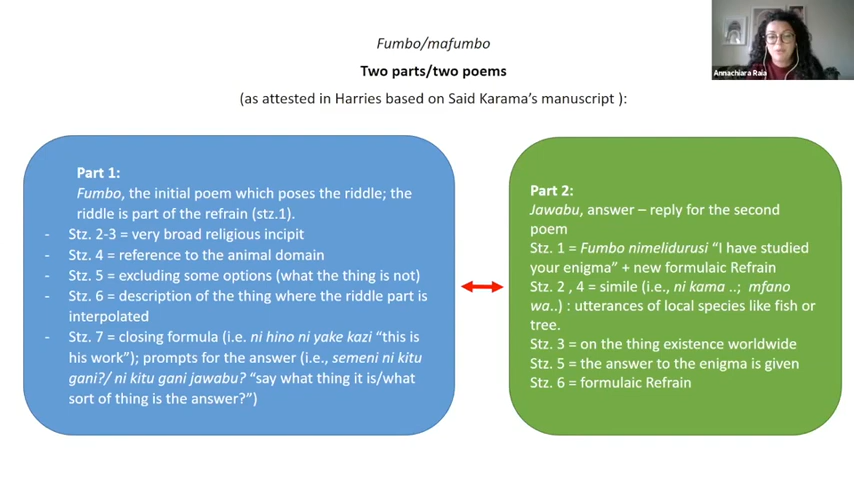 Fumbo/mafumbo
Two parts/two poems
(as attested in Harries based on Said Karama's manuscript ):
Annachiara Raia
Part 1:
Fumbo, the initial poem which poses the riddle; the
riddle is part of the refrain (stz.1).
- Stz. 2-3 = very broad religious incipit
- Stz. 4 = reference to the animal domain
- Stz. 5 = excluding some options (what the thing is not)
- Stz. 6 = description of the thing where the riddle part is
interpolated
- Stz. 7 = closing formula (i.e. ni hino ni yake kazi "this is
his work"); prompts for the answer (i.e., semeni ni kitu
gani?/ ni kitu gani jawabu? "say what thing it is/what
sort of thing is the answer?")
Part 2:
Jawabu, answer – reply for the second
poem
Stz. 1 = Fumbo nimelidurusi "I have studied
your enigma" + new formulaic Refrain
Stz. 2 , 4 = simile (i.e., ni kama ..; mfano
wa..) : utterances of local species like fish or
tree.
Stz. 3 = on the thing existence worldwide
Stz. 5 = the answer to the enigma is given
Stz. 6 = formulaic Refrain